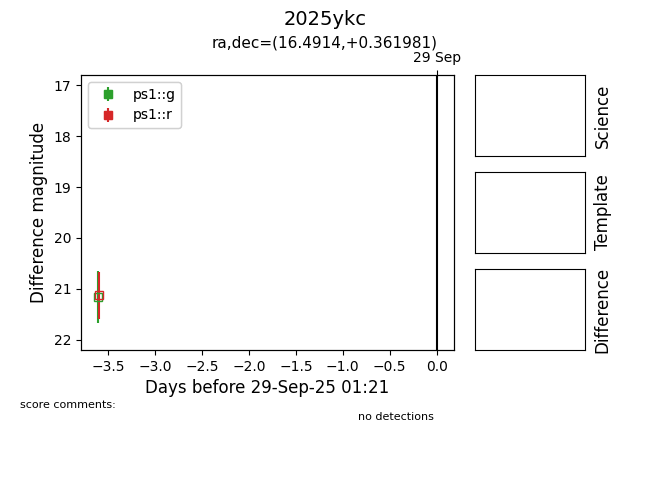 2025ykc
ra,dec=(16.4914,+0.361981)
29 Sep
ps1::g
ps1::r
17
18
19
20
21
22
Difference magnitude
−3.5
−3.0
−2.5
−2.0
−1.5
−1.0
−0.5
0.0
Days before 29-Sep-25 01:21
Science
Template
Difference
score comments:
no detections